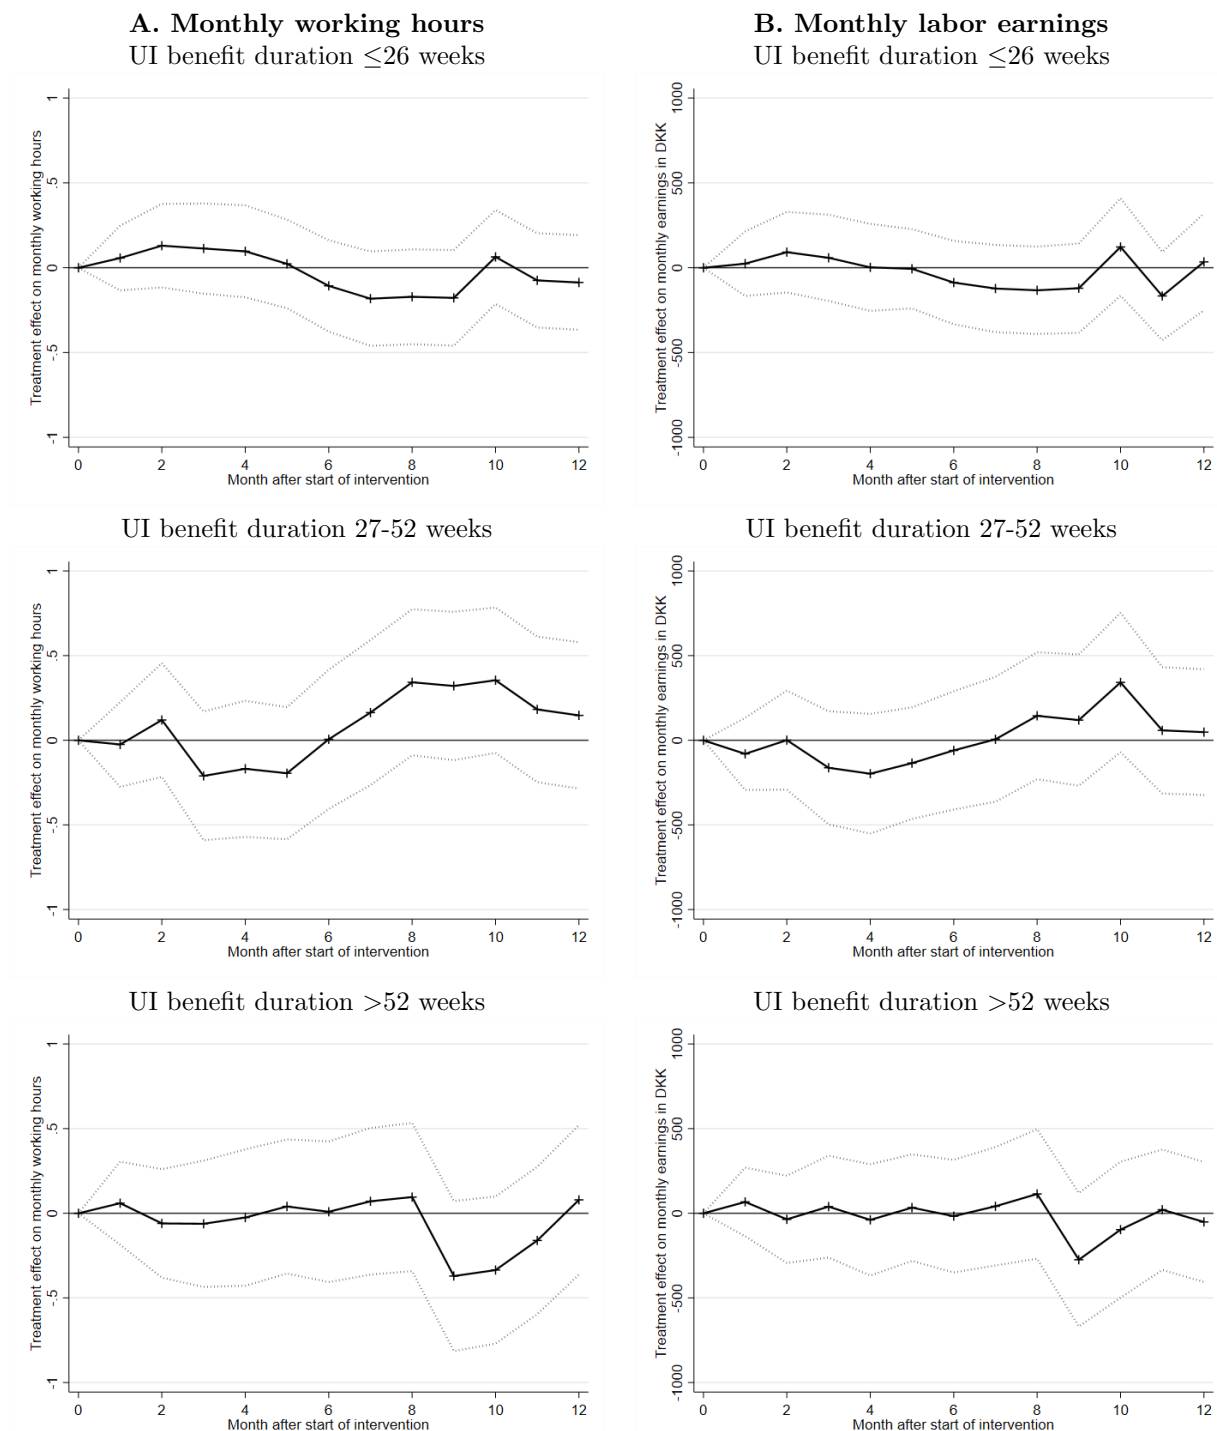 A. Monthly working hours
UI benefit duration ≤26 weeks
Treatment effect on monthly working hours
1
.5
0
-.5
-1
0 2 4 6 8 10 12
Month after start of intervention
B. Monthly labor earnings
UI benefit duration ≤26 weeks
Treatment effect on monthly earnings in DKK
1000
500
0
-500
-1000
0 2 4 6 8 10 12
Month after start of intervention
UI benefit duration 27-52 weeks
Treatment effect on monthly working hours
1
.5
0
-.5
-1
0 2 4 6 8 10 12
Month after start of intervention
UI benefit duration 27-52 weeks
Treatment effect on monthly earnings in DKK
1000
500
0
-500
-1000
0 2 4 6 8 10 12
Month after start of intervention
UI benefit duration >52 weeks
Treatment effect on monthly working hours
1
.5
0
-.5
-1
0 2 4 6 8 10 12
Month after start of intervention
UI benefit duration >52 weeks
Treatment effect on monthly earnings in DKK
1000
500
0
-500
-1000
0 2 4 6 8 10 12
Month after start of intervention